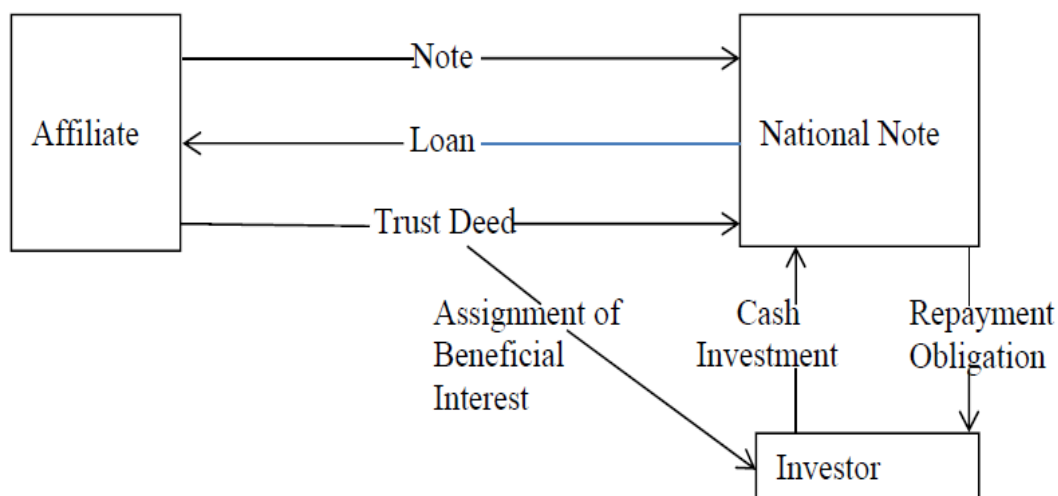 Note
Affiliate
Loan
National Note
Trust Deed
Assignment of
Beneficial
Interest
Cash
Investment
Repayment
Obligation
Investor